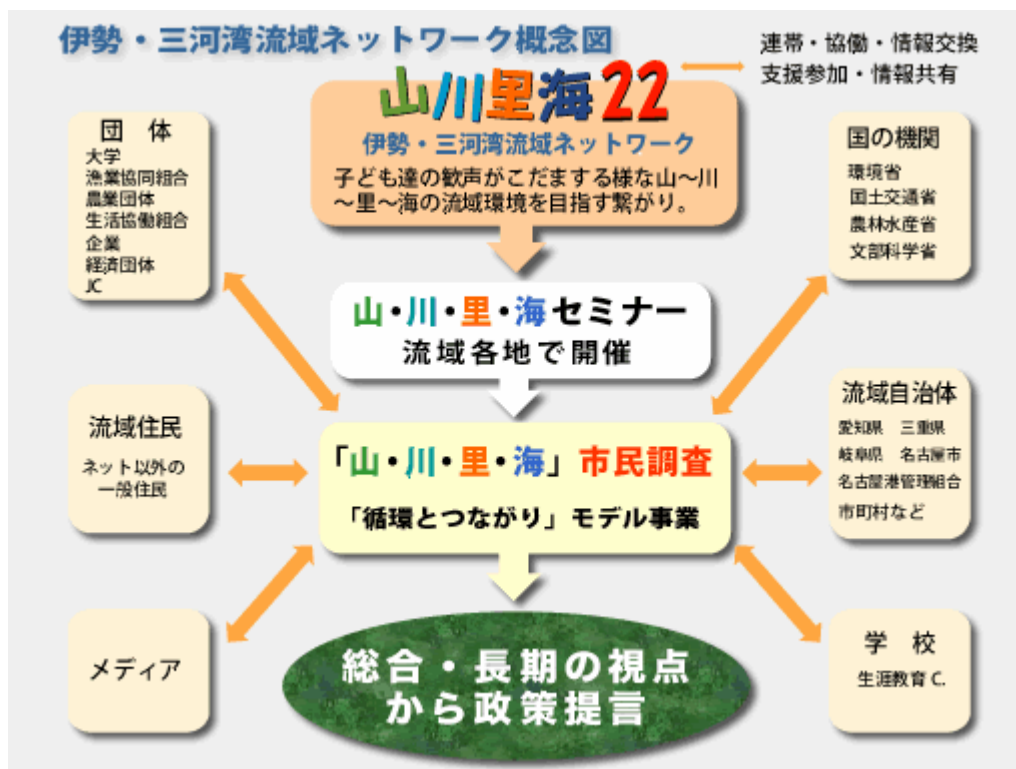 伊勢・三河湾流域ネットワーク概念図
連帯・協働・情報交換
支援参加・情報共有
山川里海22
伊勢・三河湾流域ネットワーク
子ども達の歓声がこだまする様な山～川
～里～海の流域環境を目指す繋がり。
団 体
大学
漁業協同組合
農業団体
生活協働組合
企業
経済団体
JC
国の機関
環境省
国土交通省
農林水産省
文部科学省
山・川・里・海セミナー
流域各地で開催
流域住民
ネット以外の
一般住民
「山・川・里・海」市民調査
「循環とつながり」モデル事業
流域自治体
愛知県 三重県
岐阜県 名古屋市
名古屋港管理組合
市町村など
メディア
総合・長期の視点
から政策提言
学 校
生涯教育C.